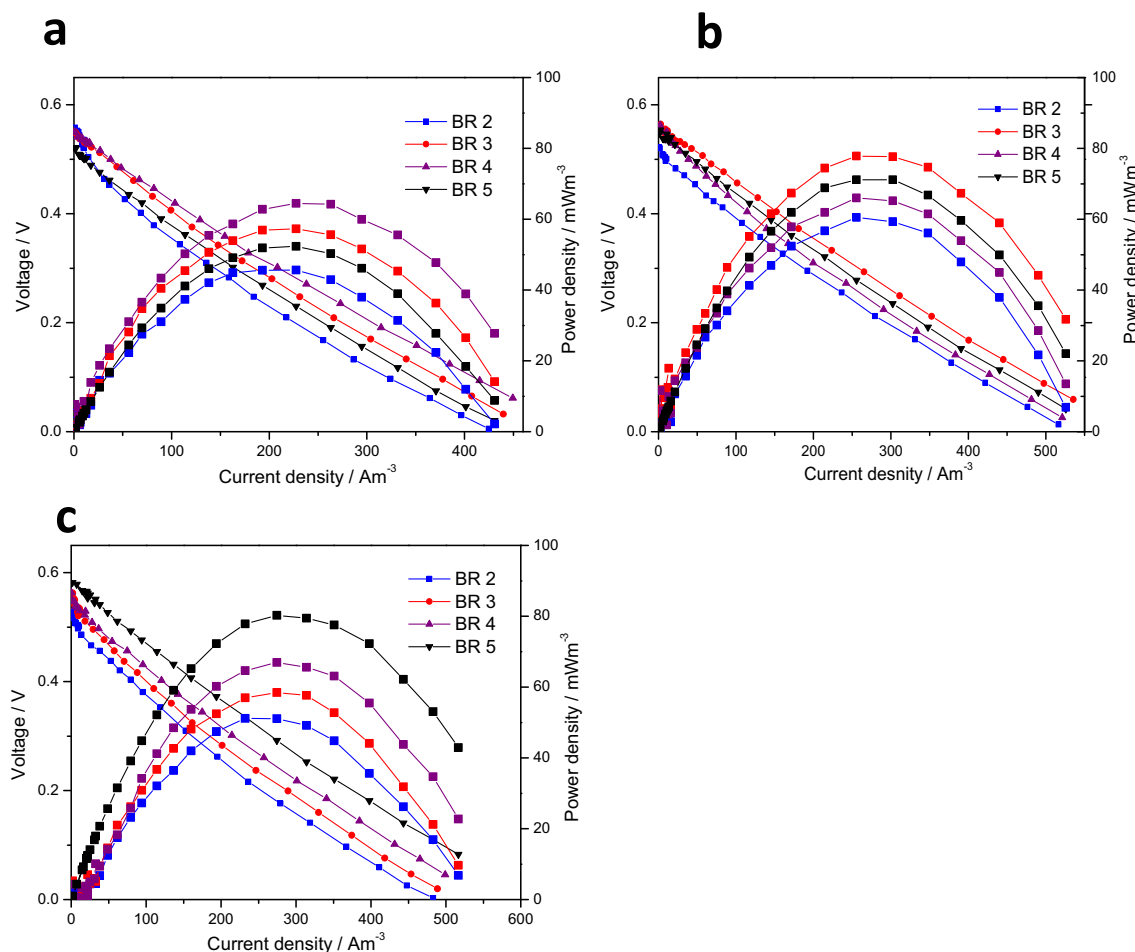 a
100
80
60
40
20
0
0.6
0.4
0.2
0.0
0
100
200
300
400
Voltage / V
Power density / mWm⁻³
Current density / Am⁻³
BR 2
BR 3
BR 4
BR 5
b
100
80
60
40
20
0
0.6
0.4
0.2
0.0
0
100
200
300
400
500
Voltage / V
Power density / mWm⁻³
Current desnity / Am⁻³
BR 2
BR 3
BR 4
BR 5
c
100
80
60
40
20
0
0.6
0.4
0.2
0.0
0
100
200
300
400
500
600
Voltage / V
Power density / mWm⁻³
Current density / Am⁻³
BR 2
BR 3
BR 4
BR 5